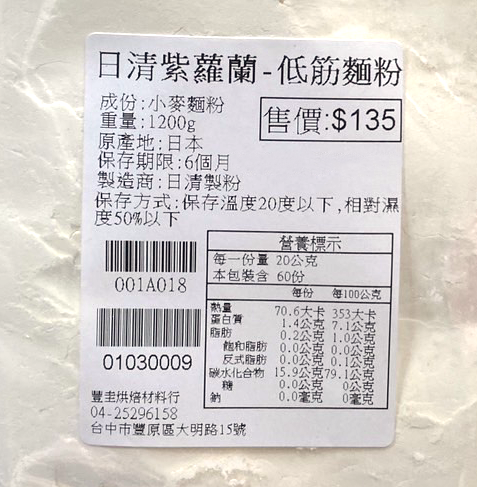 日清紫蘿蘭-低筋麵粉
成份:小麥麵粉
重量:1200g
售價:$135
原產地:日本
保存期限:6個月
製造商:日清製粉
保存方式:保存溫度20度以下,相對濕
度50%以下
001A018
01030009
豐圭烘焙材料行
04-25296158
台中市豐原區大明路15號
營養標示
每一份量 20公克
本包裝含 60份
每份 每100公克
熱量 70.6大卡 353大卡
蛋白質 1.4公克 7.1公克
脂肪 0.2公克 1.0公克
飽和脂肪 0.0公克 0.0公克
反式脂肪 0.0公克 0.1公克
碳水化合物 15.9公克 79.1公克
糖 0.0公克 0公克
鈉 0.0毫克 0毫克